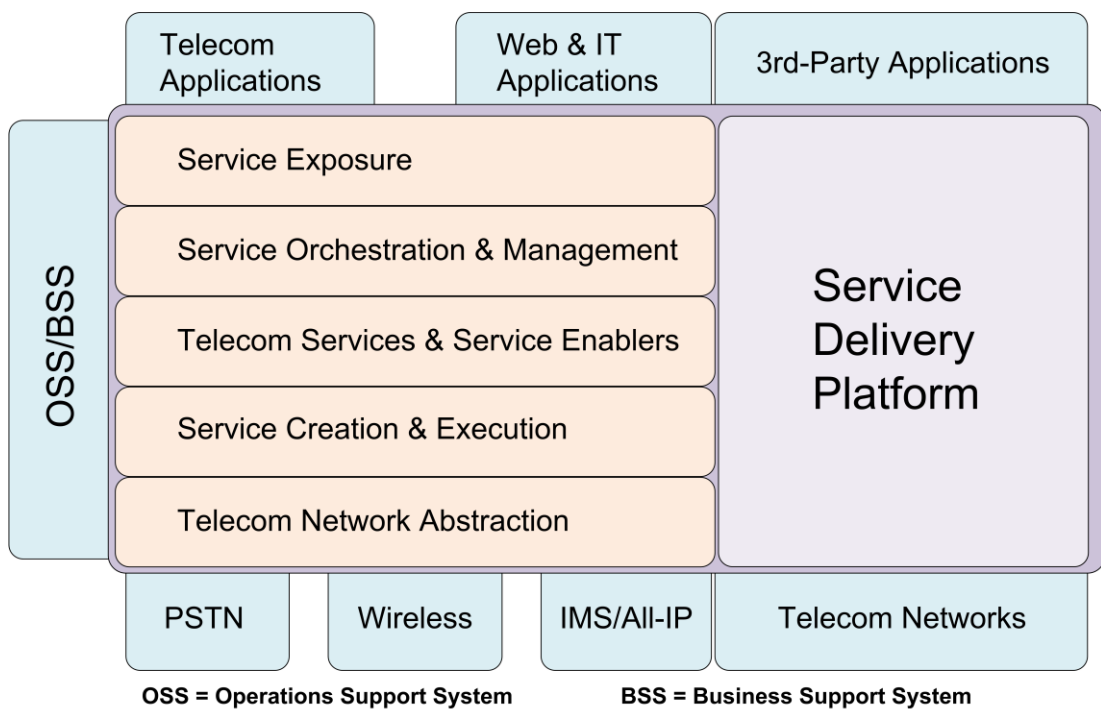 Telecom
Applications
Web & IT
Applications
3rd-Party Applications
OSS/BSS
Service Exposure
Service Orchestration & Management
Telecom Services & Service Enablers
Service Creation & Execution
Telecom Network Abstraction
Service
Delivery
Platform
PSTN
Wireless
IMS/All-IP
Telecom Networks
OSS = Operations Support System
BSS = Business Support System